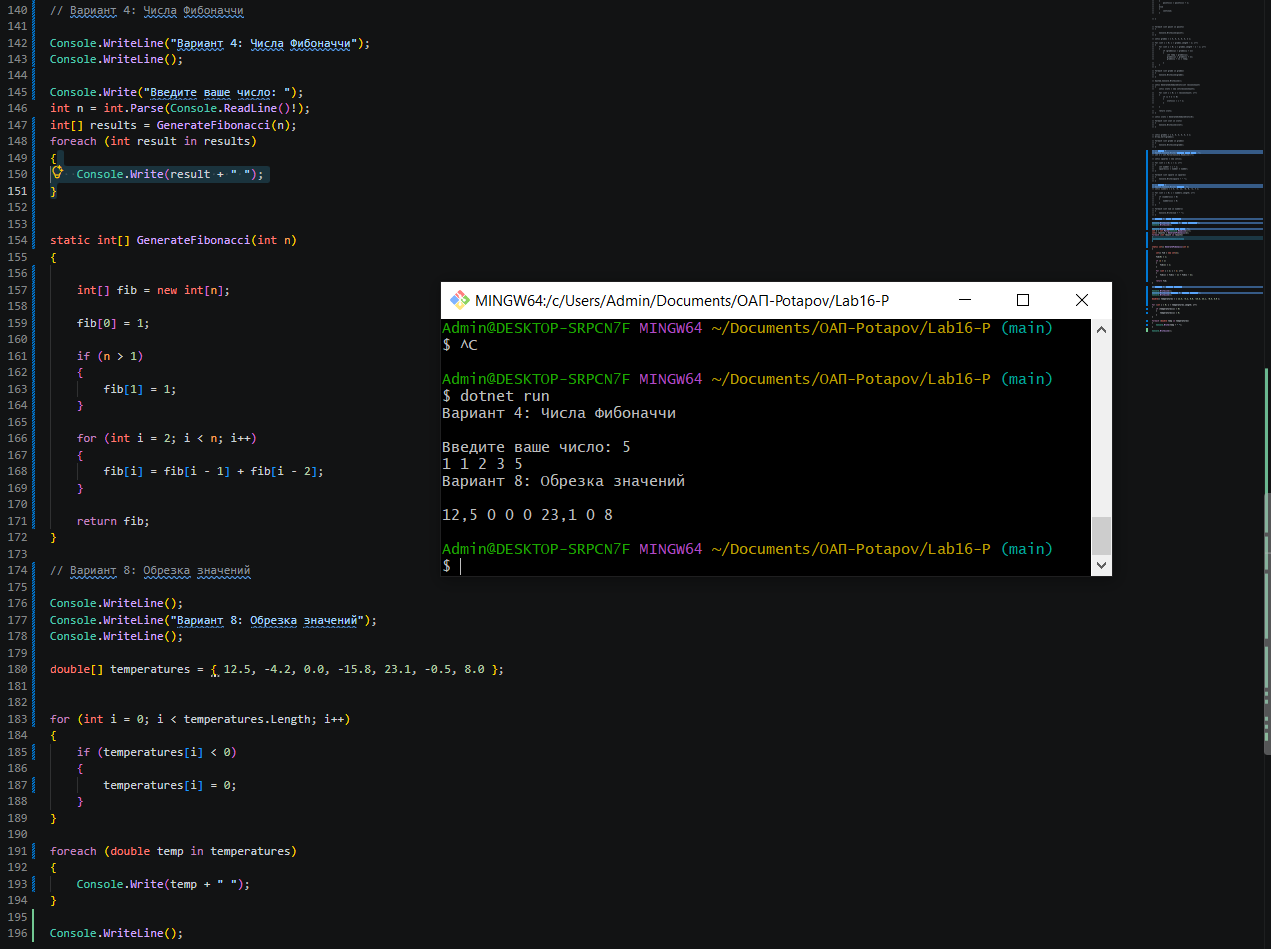 140 // Вариант 4: Числа Фибоначчи
141
142 Console.WriteLine("Вариант 4: Числа Фибоначчи");
143 Console.WriteLine();
144
145 Console.Write("Введите ваше число: ");
146 int n = int.Parse(Console.ReadLine()!);
147 int[] results = GenerateFibonacci(n);
148 foreach (int result in results)
149 {
150     Console.Write(result + " ");
151 }
152
153
154 static int[] GenerateFibonacci(int n)
155 {
156
157     int[] fib = new int[n];
158
159     fib[0] = 1;
160
161     if (n > 1)
162     {
163         fib[1] = 1;
164     }
165
166     for (int i = 2; i < n; i++)
167     {
168         fib[i] = fib[i - 1] + fib[i - 2];
169     }
170
171     return fib;
172 }
173
174 // Вариант 8: Обрезка значений
175
176 Console.WriteLine();
177 Console.WriteLine("Вариант 8: Обрезка значений");
178 Console.WriteLine();
179
180 double[] temperatures = { 12.5, -4.2, 0.0, -15.8, 23.1, -0.5, 8.0 };
181
182
183 for (int i = 0; i < temperatures.Length; i++)
184 {
185     if (temperatures[i] < 0)
186     {
187         temperatures[i] = 0;
188     }
189 }
190
191 foreach (double temp in temperatures)
192 {
193     Console.Write(temp + " ");
194 }
195
196 Console.WriteLine();
MINGW64:/c/Users/Admin/Documents/ОАП-Potapov/Lab16-P
Admin@DESKTOP-SRPCN7F MINGW64 ~/Documents/ОАП-Potapov/Lab16-P (main)
$ ^C
Admin@DESKTOP-SRPCN7F MINGW64 ~/Documents/ОАП-Potapov/Lab16-P (main)
$ dotnet run
Вариант 4: Числа Фибоначчи
Введите ваше число: 5
1 1 2 3 5
Вариант 8: Обрезка значений
12,5 0 0 0 23,1 0 8
Admin@DESKTOP-SRPCN7F MINGW64 ~/Documents/ОАП-Potapov/Lab16-P (main)
$